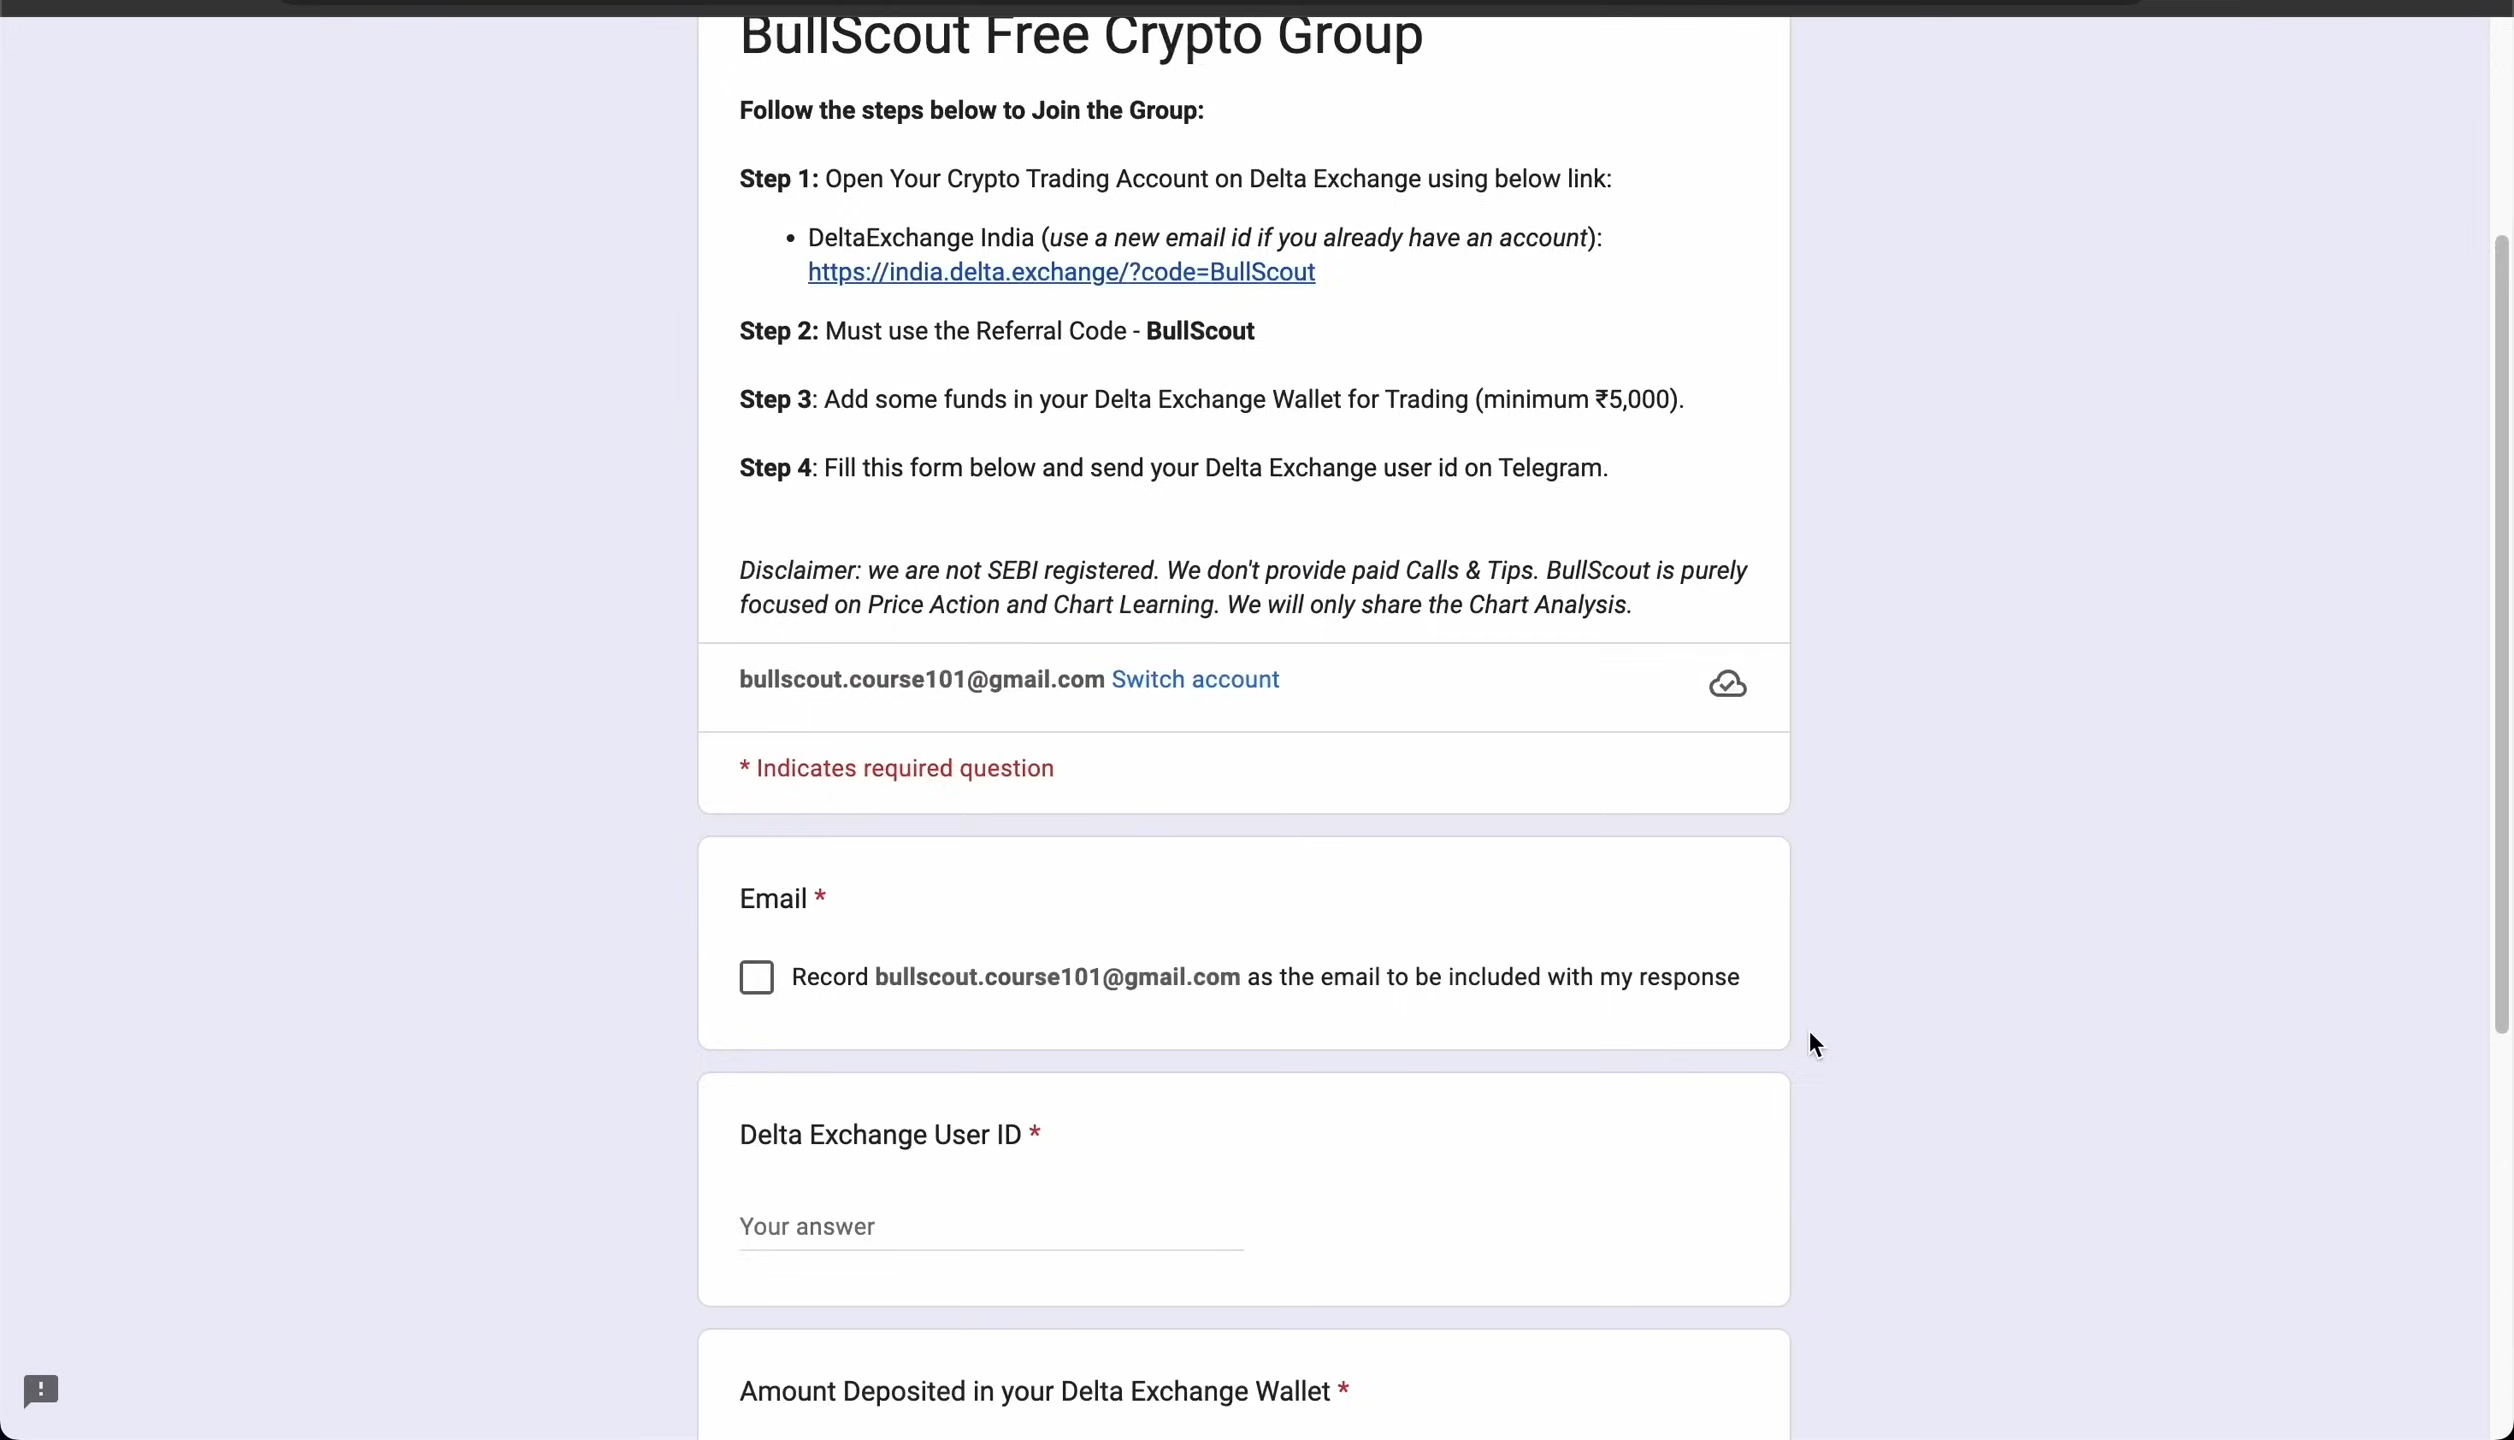 BullScout Free Crypto Group
Follow the steps below to Join the Group:
Step 1: Open Your Crypto Trading Account on Delta Exchange using below link:
• DeltaExchange India (use a new email id if you already have an account):
https://india.delta.exchange/?code=BullScout
Step 2: Must use the Referral Code - BullScout
Step 3: Add some funds in your Delta Exchange Wallet for Trading (minimum ₹5,000).
Step 4: Fill this form below and send your Delta Exchange user id on Telegram.
Disclaimer: we are not SEBI registered. We don't provide paid Calls & Tips. BullScout is purely
focused on Price Action and Chart Learning. We will only share the Chart Analysis.
bullscout.course101@gmail.com Switch account
* Indicates required question
Email *
Record bullscout.course101@gmail.com as the email to be included with my response
Delta Exchange User ID *
Your answer
Amount Deposited in your Delta Exchange Wallet *